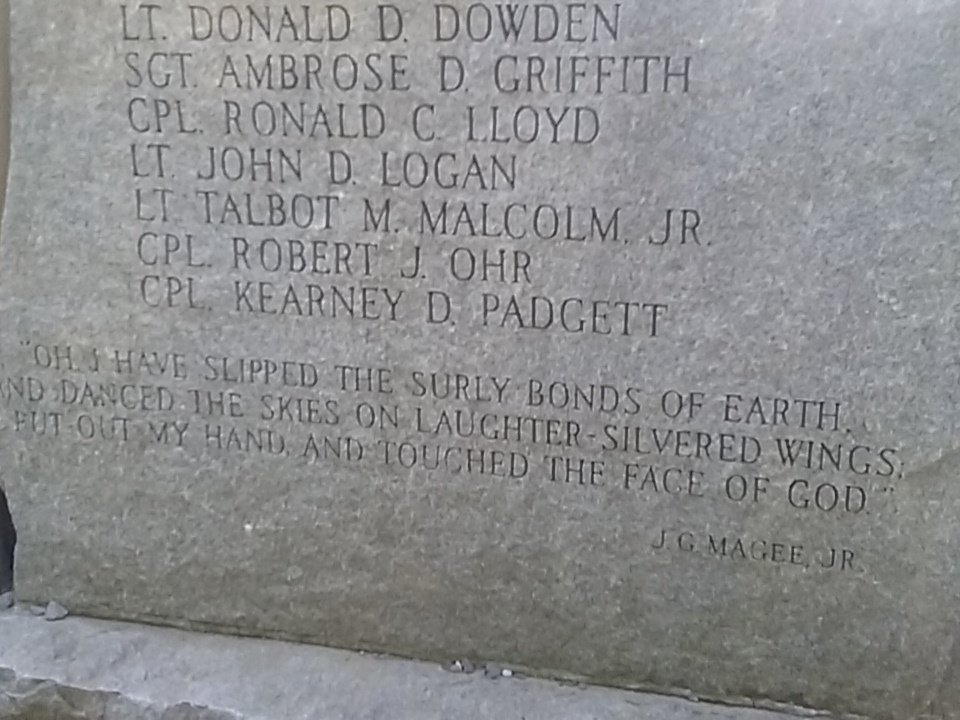 LT. DONALD D. DOWDEN
SGT. AMBROSE D. GRIFFITH
CPL. RONALD C. LLOYD
LT. JOHN D. LOGAN
LT. TALBOT M. MALCOLM, JR.
CPL. ROBERT J. OHR
CPL. KEARNEY D. PADGETT
"OH, I HAVE SLIPPED THE SURLY BONDS OF EARTH,
ND DANCED THE SKIES ON LAUGHTER-SILVERED WINGS;
PUT OUT MY HAND, AND TOUCHED THE FACE OF GOD."
J. G. MAGEE, JR.